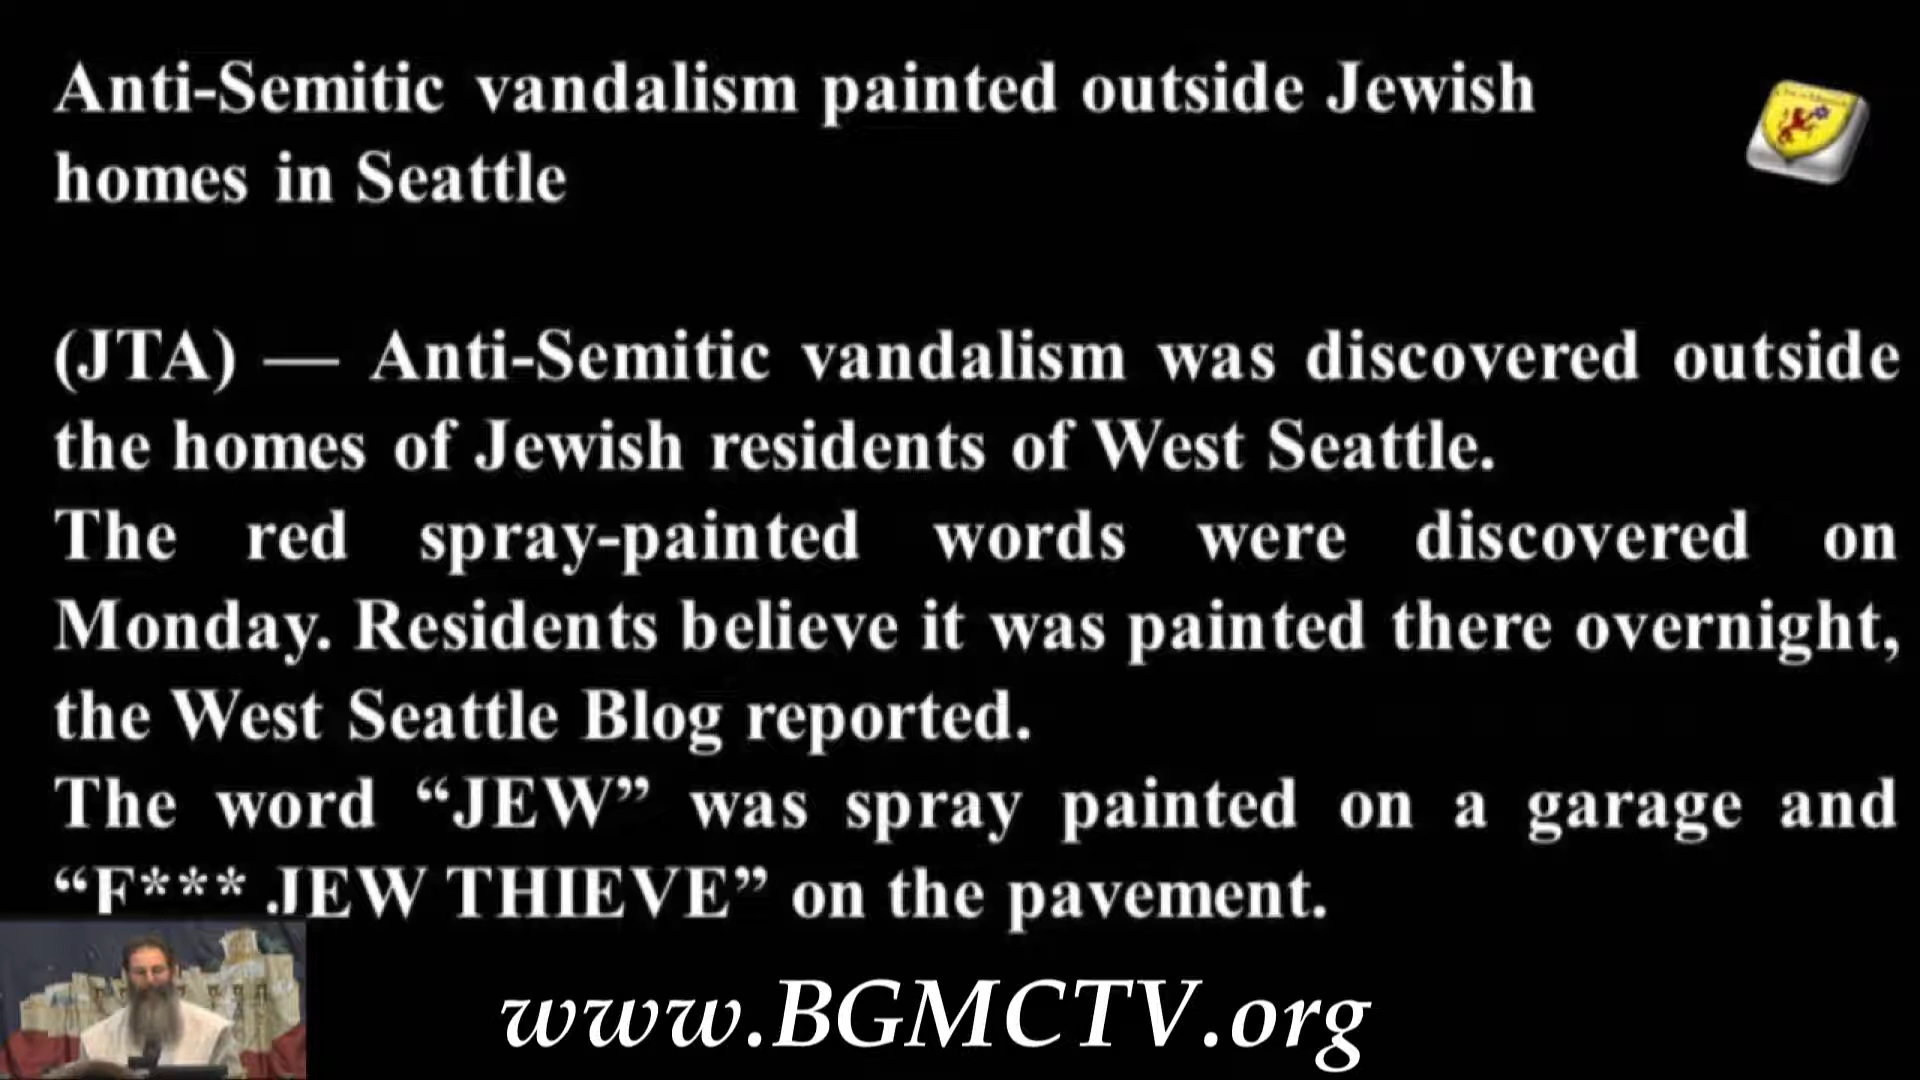 Anti-Semitic vandalism painted outside Jewish
homes in Seattle
(JTA) — Anti-Semitic vandalism was discovered outside
the homes of Jewish residents of West Seattle.
The red spray-painted words were discovered on
Monday. Residents believe it was painted there overnight,
the West Seattle Blog reported.
The word “JEW” was spray painted on a garage and
“F*** JEW THIEVE” on the pavement.
www.BGMCTV.org